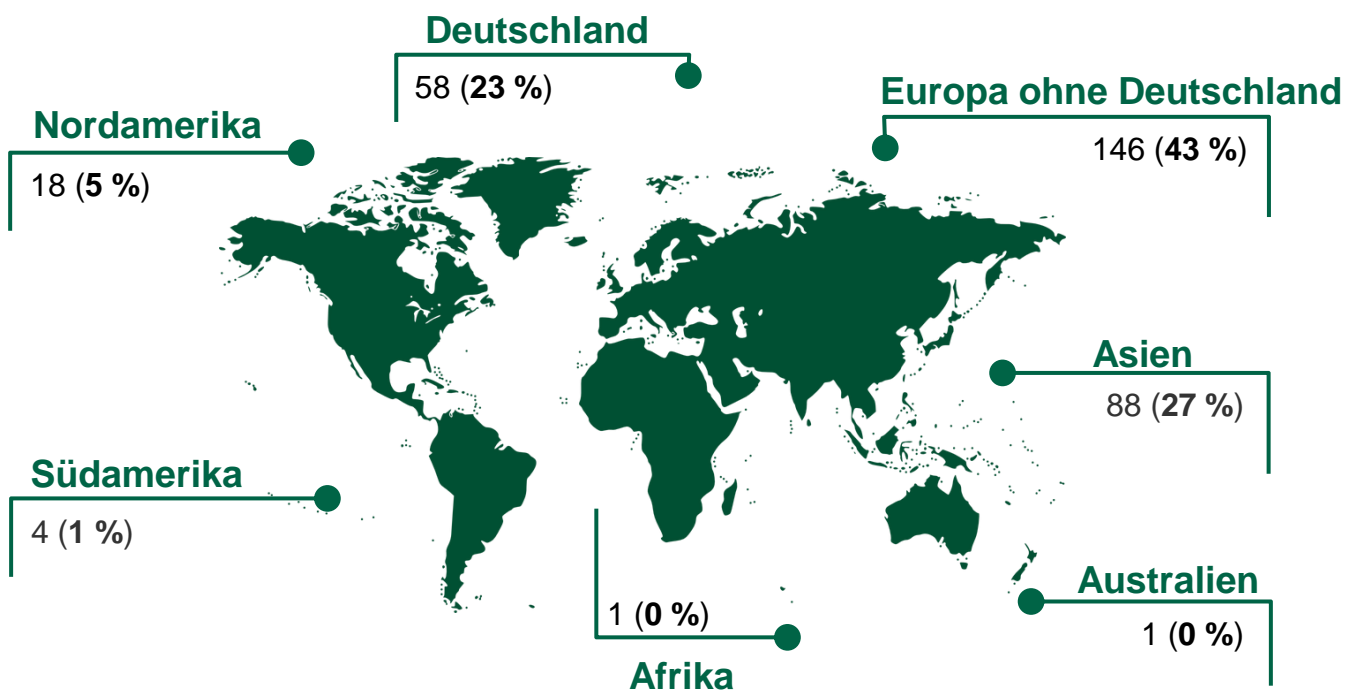 Deutschland
58 (23 %)
Europa ohne Deutschland
146 (43 %)
Nordamerika
18 (5 %)
Asien
88 (27 %)
Südamerika
4 (1 %)
Australien
1 (0 %)
1 (0 %)
Afrika